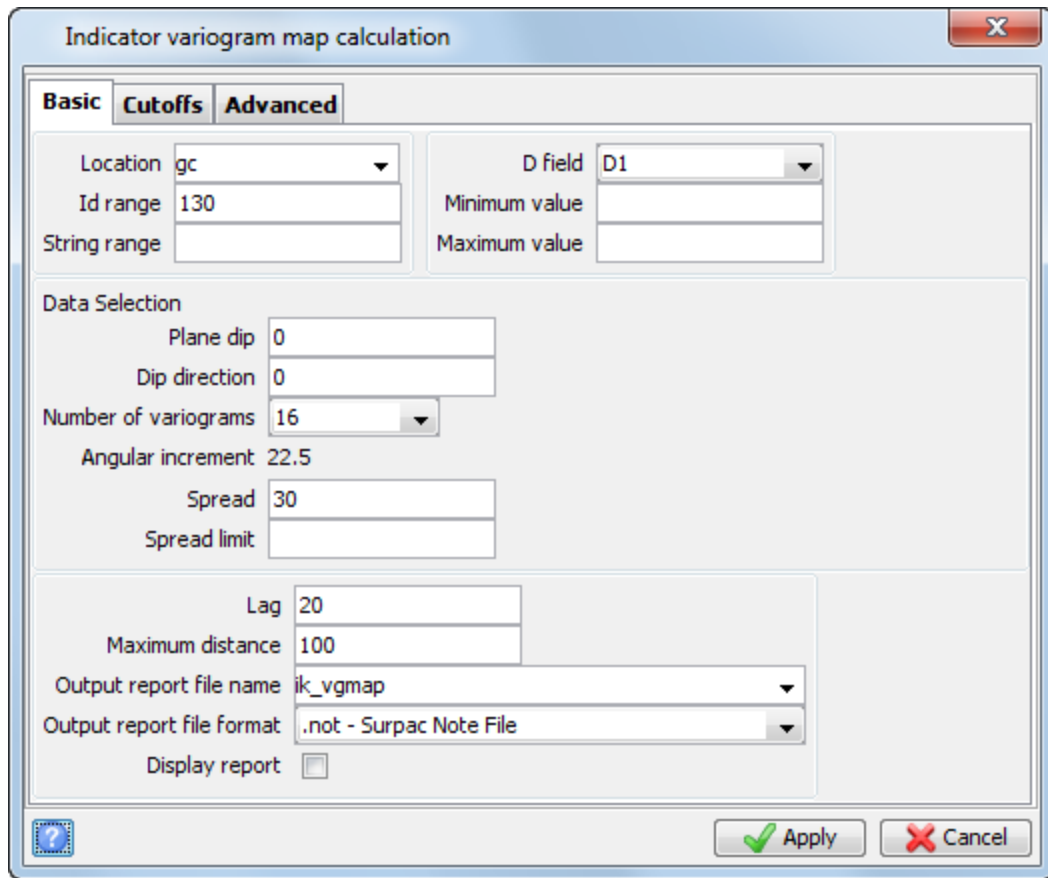 Indicator variogram map calculation
Basic Cutoffs Advanced
Location gc
Id range 130
String range
D field D1
Minimum value
Maximum value
Data Selection
Plane dip 0
Dip direction 0
Number of variograms 16
Angular increment 22.5
Spread 30
Spread limit
Lag 20
Maximum distance 100
Output report file name ik_vgmap
Output report file format .not - Surpac Note File
Display report
? Apply Cancel